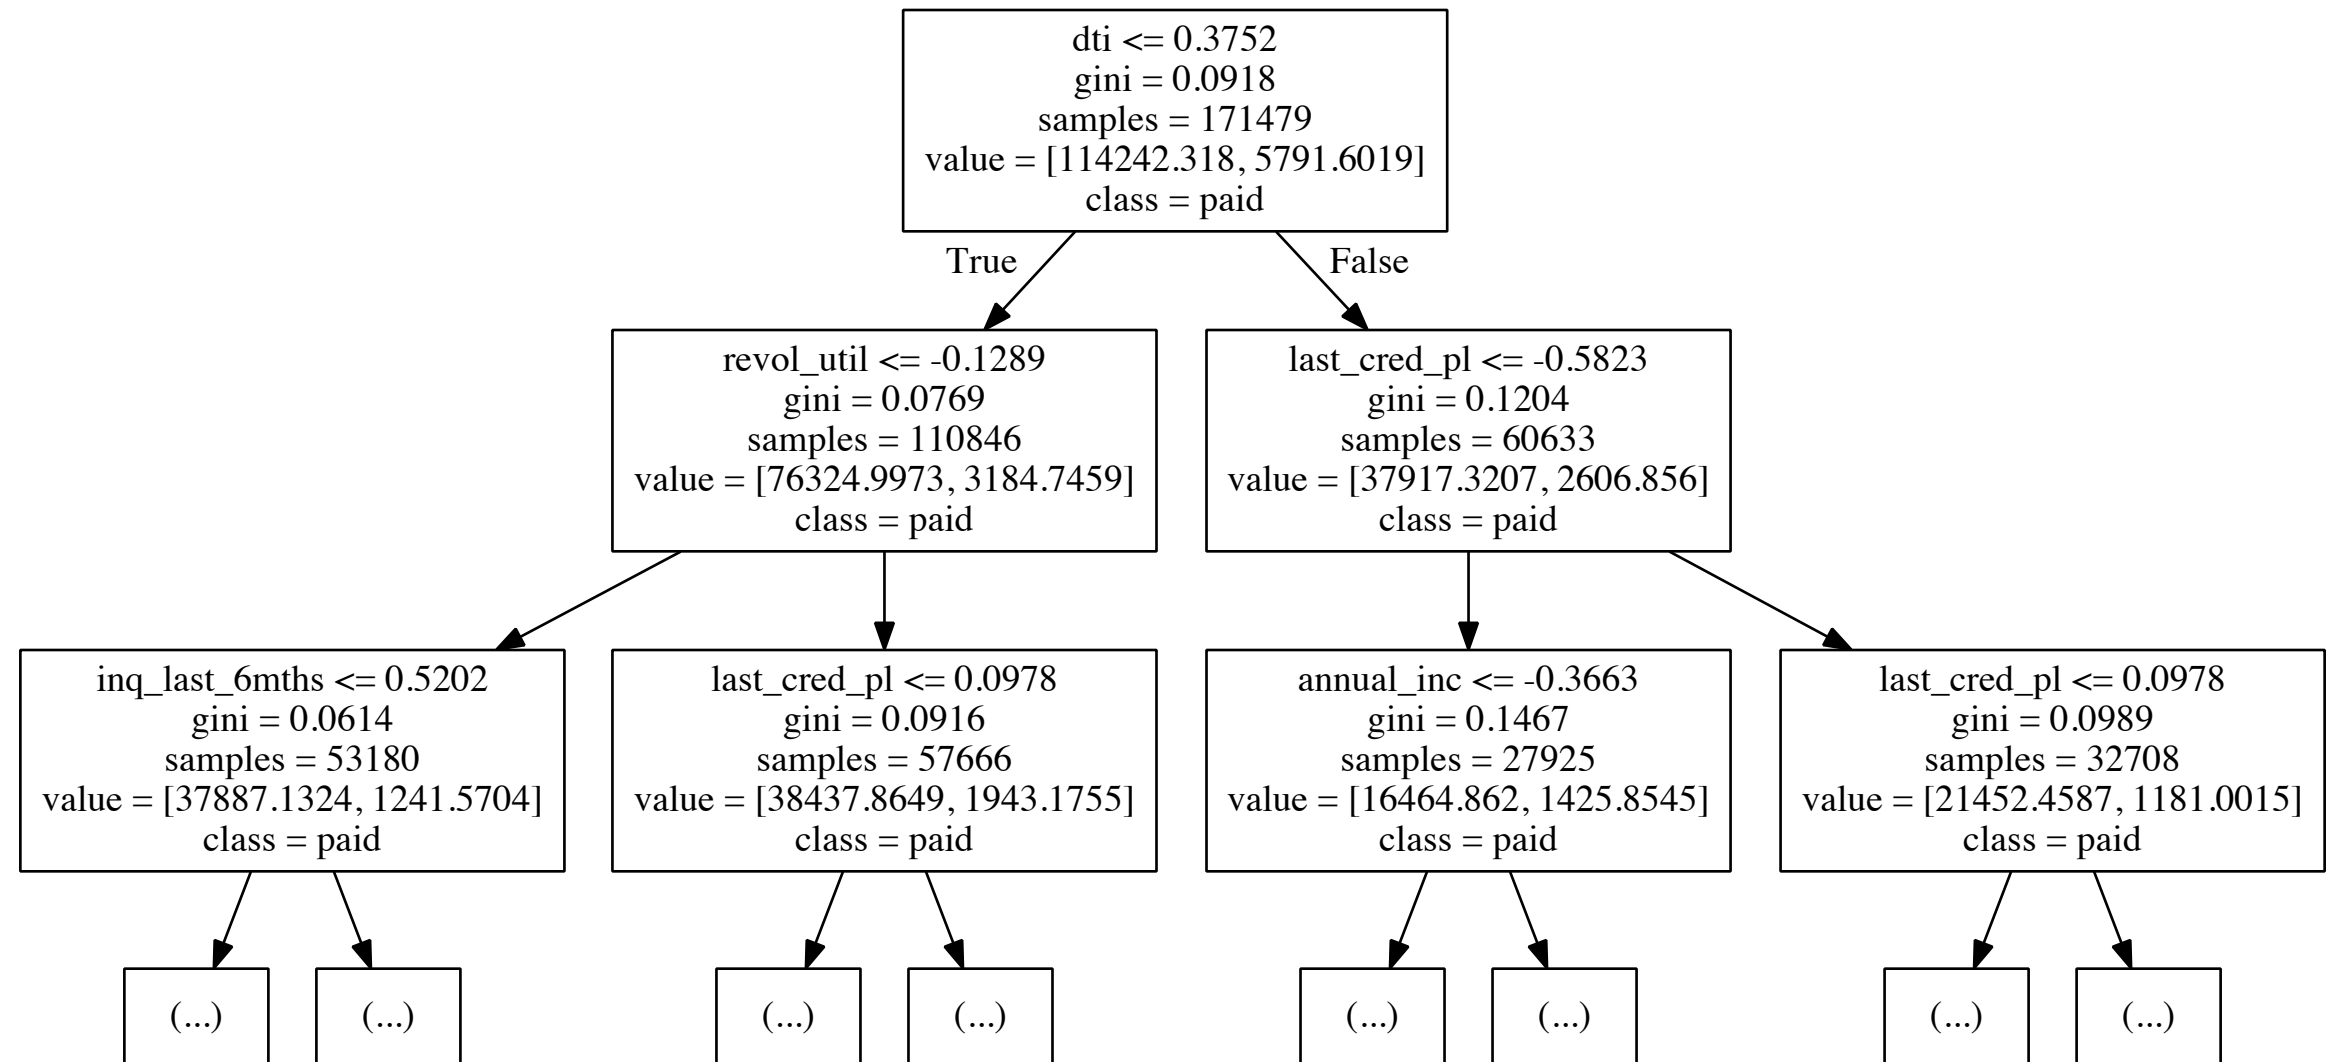 dti <= 0.3752
gini = 0.0918
samples = 171479
value = [114242.318, 5791.6019]
class = paid
True
False
revol_util <= -0.1289
gini = 0.0769
samples = 110846
value = [76324.9973, 3184.7459]
class = paid
last_cred_pl <= -0.5823
gini = 0.1204
samples = 60633
value = [37917.3207, 2606.856]
class = paid
inq_last_6mths <= 0.5202
gini = 0.0614
samples = 53180
value = [37887.1324, 1241.5704]
class = paid
last_cred_pl <= 0.0978
gini = 0.0916
samples = 57666
value = [38437.8649, 1943.1755]
class = paid
annual_inc <= -0.3663
gini = 0.1467
samples = 27925
value = [16464.862, 1425.8545]
class = paid
last_cred_pl <= 0.0978
gini = 0.0989
samples = 32708
value = [21452.4587, 1181.0015]
class = paid
(...)
(...)
(...)
(...)
(...)
(...)
(...)
(...)